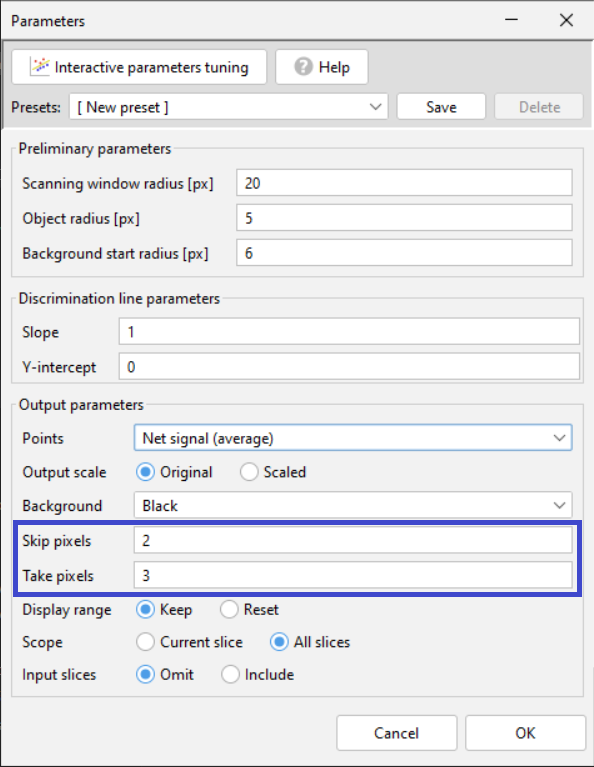 Parameters
Interactive parameters tuning
? Help
Presets: [ New preset ] Save Delete
Preliminary parameters
Scanning window radius [px] 20
Object radius [px] 5
Background start radius [px] 6
Discrimination line parameters
Slope 1
Y-intercept 0
Output parameters
Points Net signal (average)
Output scale Original Scaled
Background Black
Skip pixels 2
Take pixels 3
Display range Keep Reset
Scope Current slice All slices
Input slices Omit Include
Cancel OK